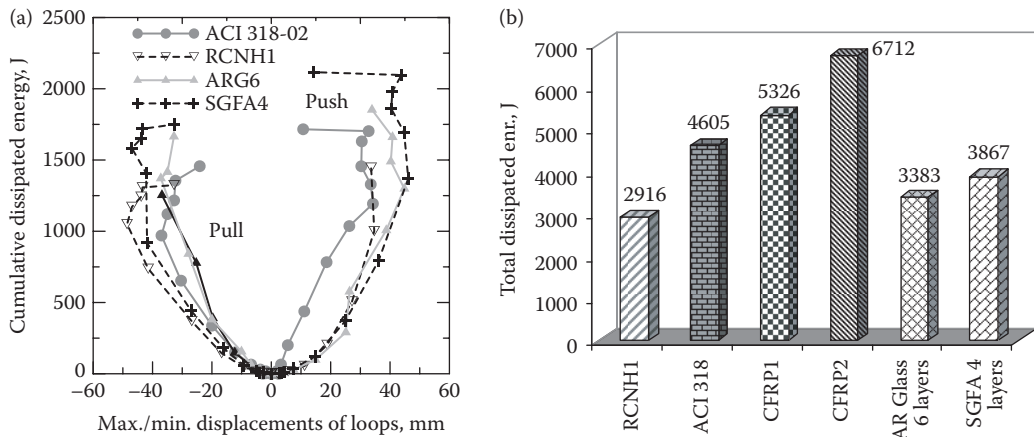 (a)
2500
2000
1500
1000
500
0
Cumulative dissipated energy, J
ACI 318-02
RCNH1
ARG6
SGFA4
Push
Pull
−60 −40 −20 0 20 40 60
Max./min. displacements of loops, mm
(b)
7000
6000
5000
4000
3000
2000
1000
0
Total dissipated enr., J
2916
4605
5326
6712
3383
3867
RCNH1
ACI 318
CFRP1
CFRP2
AR Glass
6 layers
SGFA 4
layers